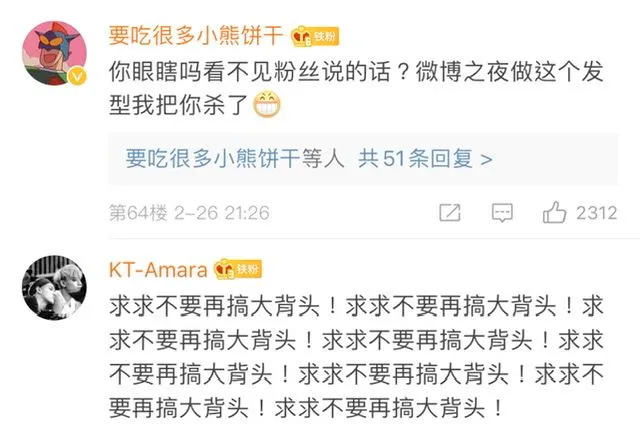 要吃很多小熊饼干 铁粉
你眼瞎吗看不见粉丝说的话？微博之夜做这个发
型我把你杀了😁
要吃很多小熊饼干等人 共51条回复 >
第64楼 2-26 21:26 2312
KT-Amara 铁粉
求求不要再搞大背头！求求不要再搞大背头！求
求不要再搞大背头！求求不要再搞大背头！求求
不要再搞大背头！求求不要再搞大背头！求求不
要再搞大背头！求求不要再搞大背头！